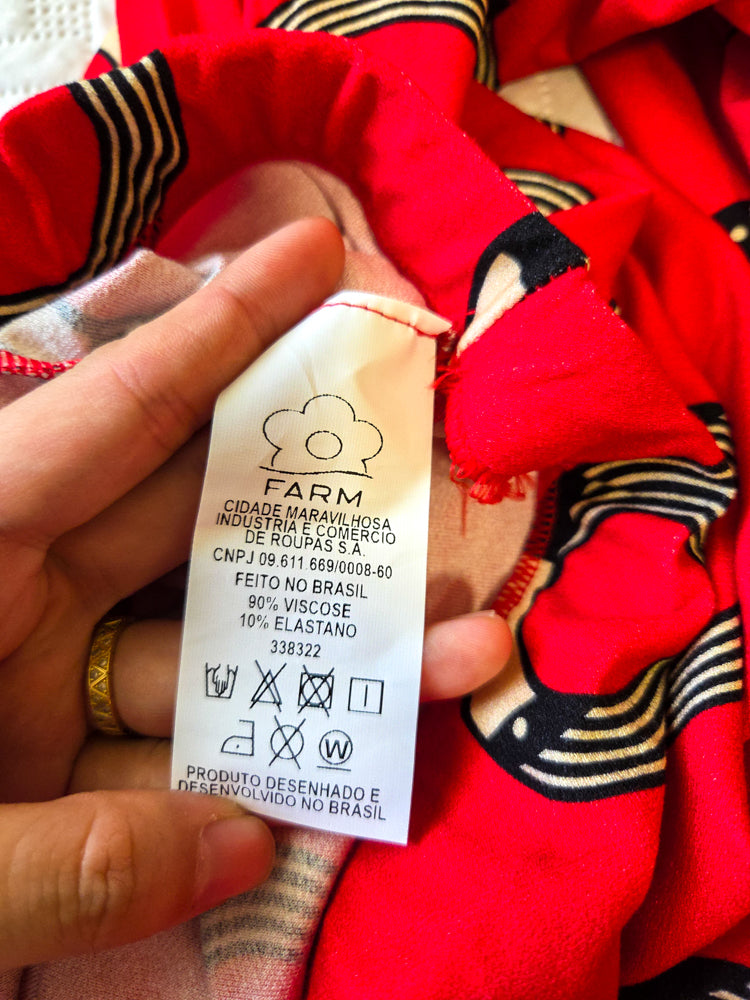 FARM
CIDADE MARAVILHOSA
INDUSTRIA E COMERCIO
DE ROUPAS S.A.
CNPJ 09.611.669/0008-60
FEITO NO BRASIL
90% VISCOSE
10% ELASTANO
338322
W
PRODUTO DESENHADO E
DESENVOLVIDO NO BRASIL